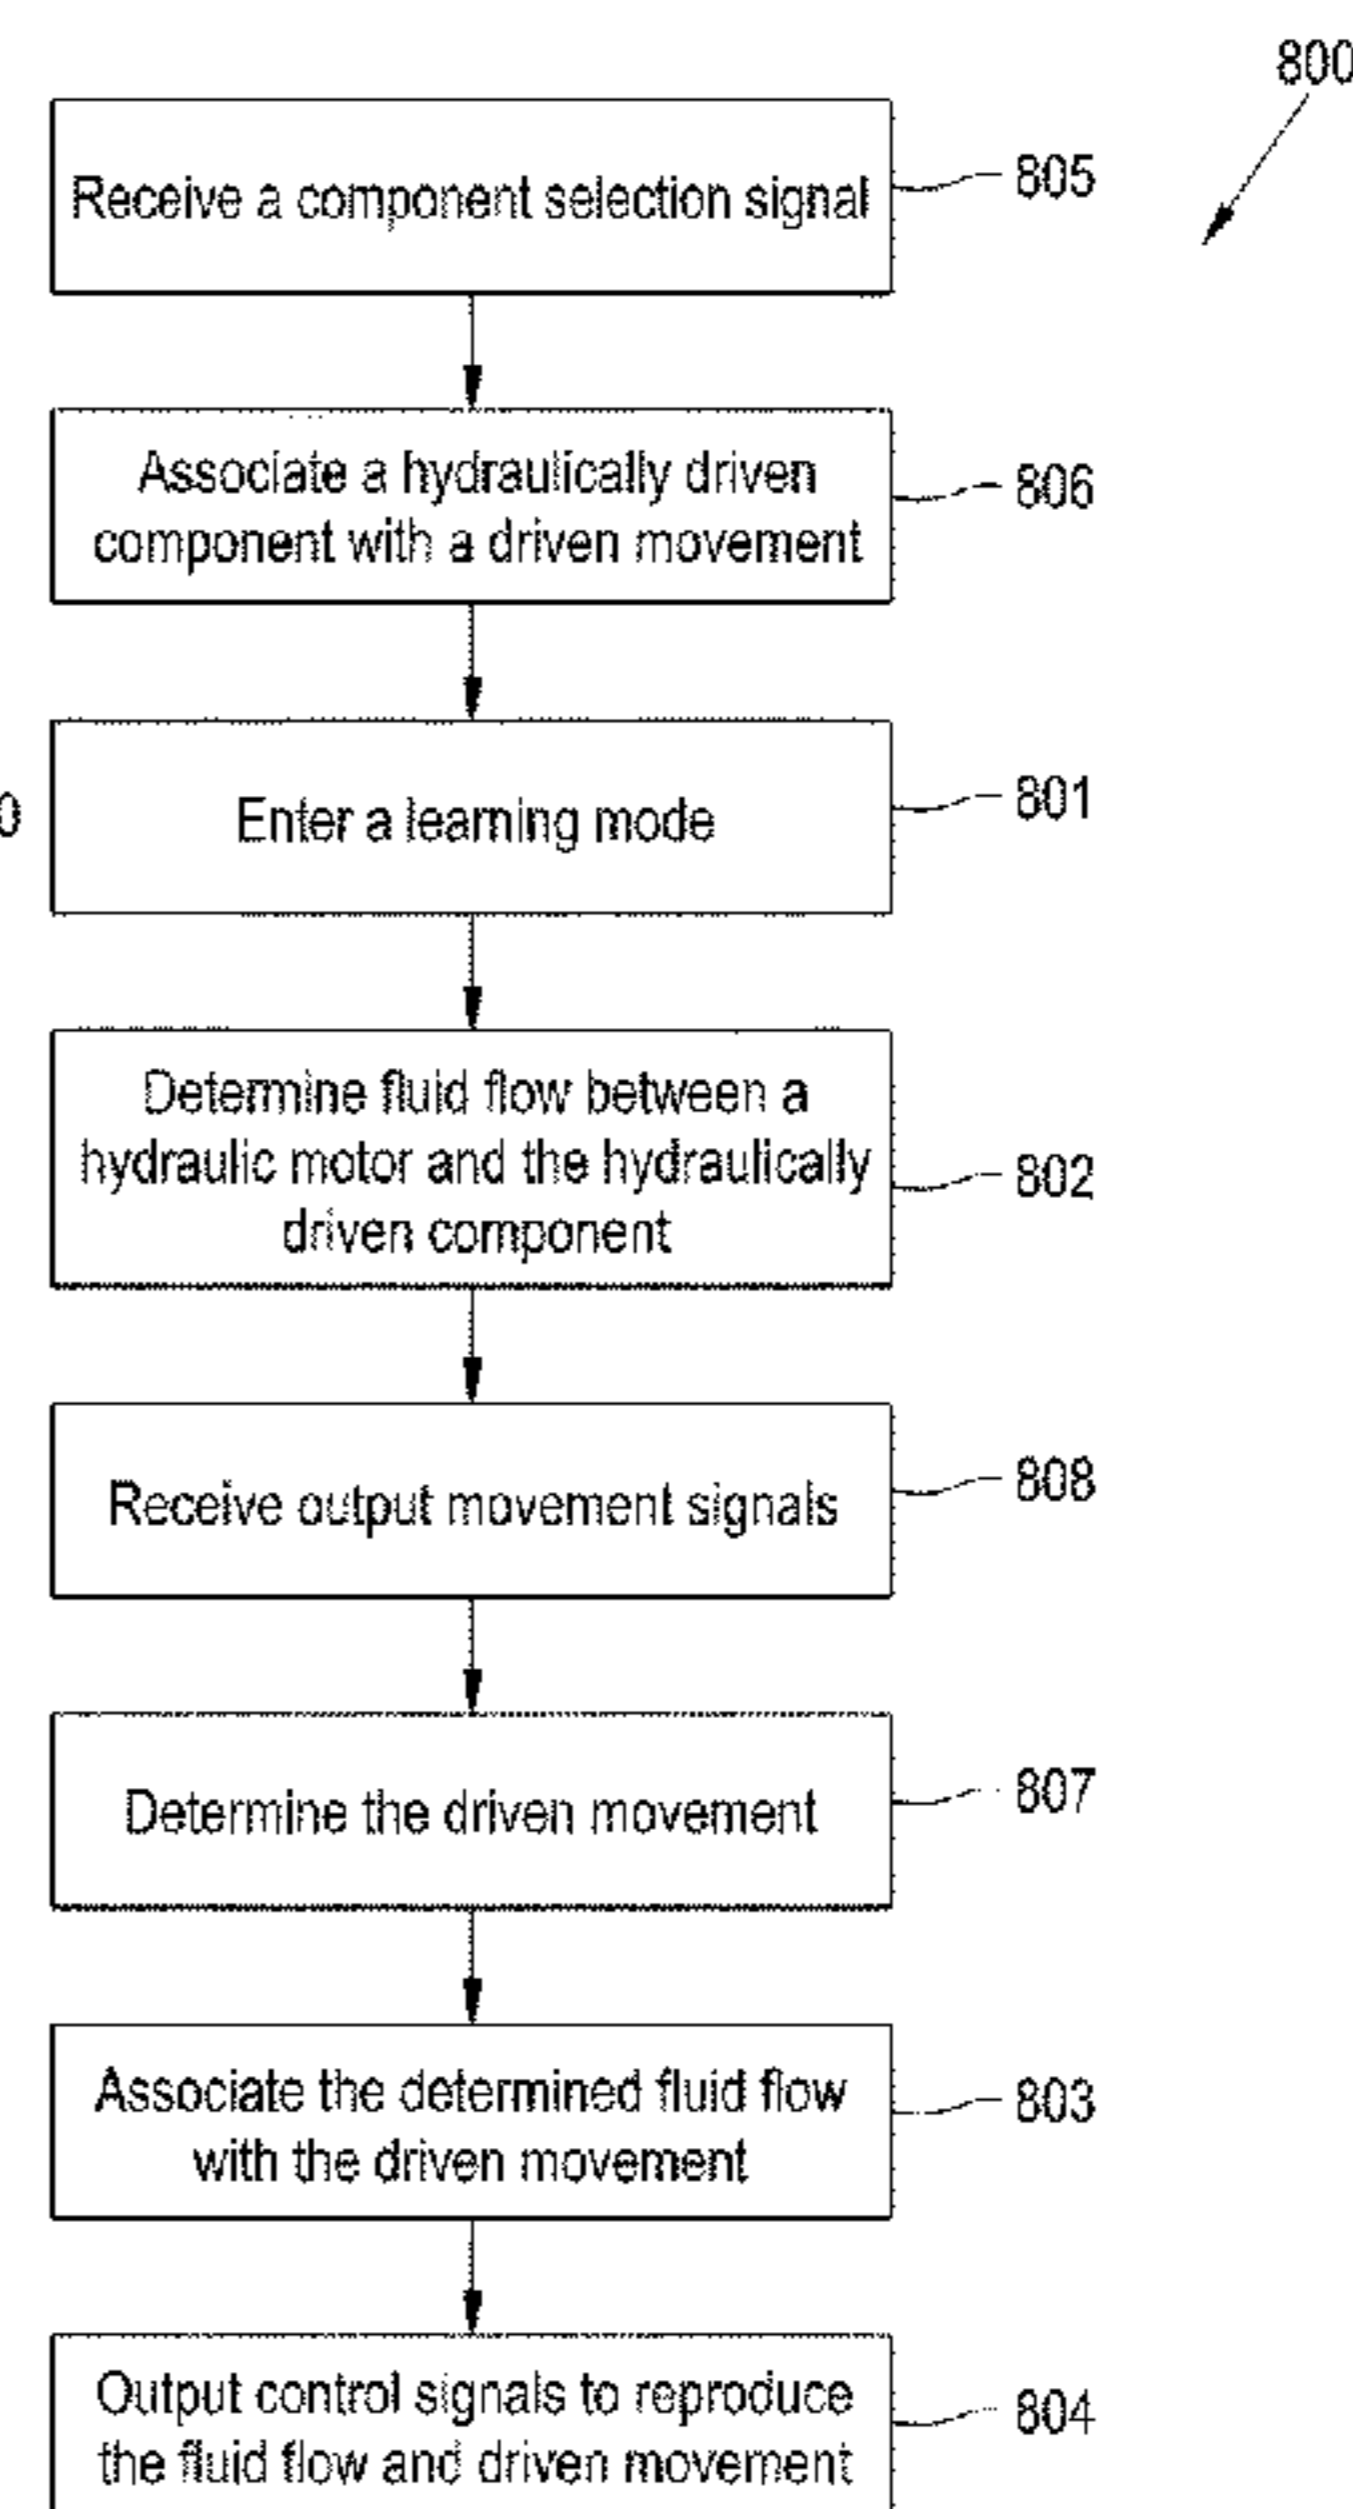 800
Receive a component selection signal
805
Associate a hydraulically driven
component with a driven movement
806
Enter a learning mode
801
0
Determine fluid flow between a
hydraulic motor and the hydraulically
driven component
802
Receive output movement signals
808
Determine the driven movement
807
Associate the determined fluid flow
with the driven movement
803
Output control signals to reproduce
the fluid flow and driven movement
804